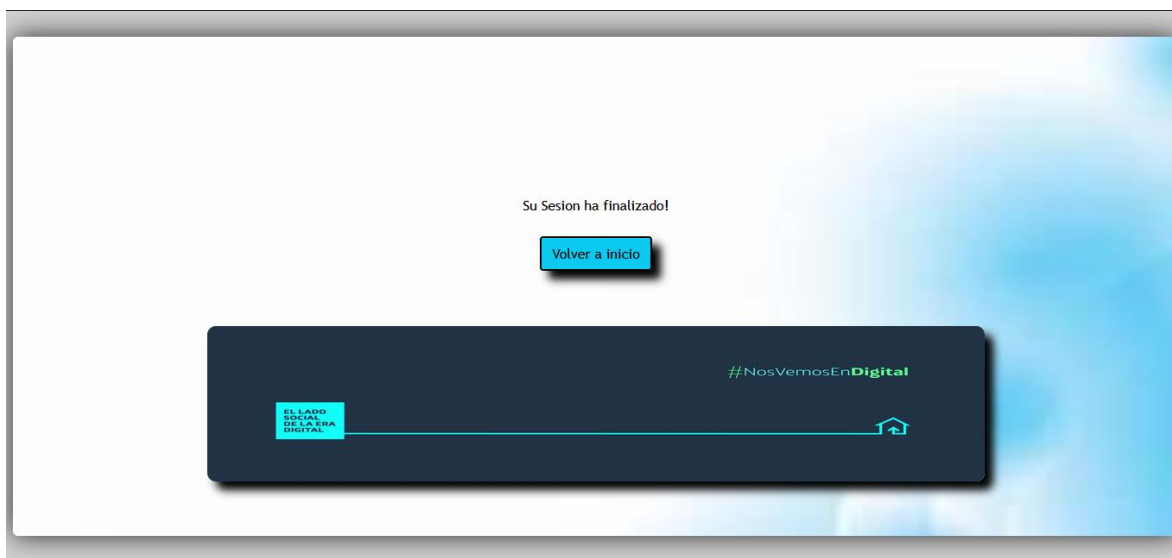 Su Sesion ha finalizado!
Volver a inicio
#NosVemosEnDigital
EL LADO
SOCIAL
DE LA ERA
DIGITAL